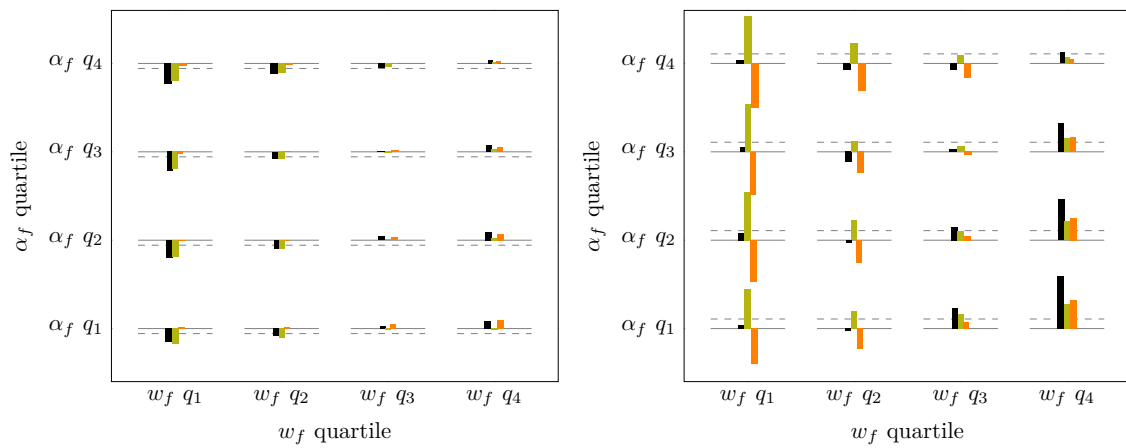 α_f q_4
α_f q_3
α_f q_2
α_f q_1
α_f quartile
w_f q_1 w_f q_2 w_f q_3 w_f q_4
w_f quartile
α_f q_4
α_f q_3
α_f q_2
α_f q_1
α_f quartile
w_f q_1 w_f q_2 w_f q_3 w_f q_4
w_f quartile